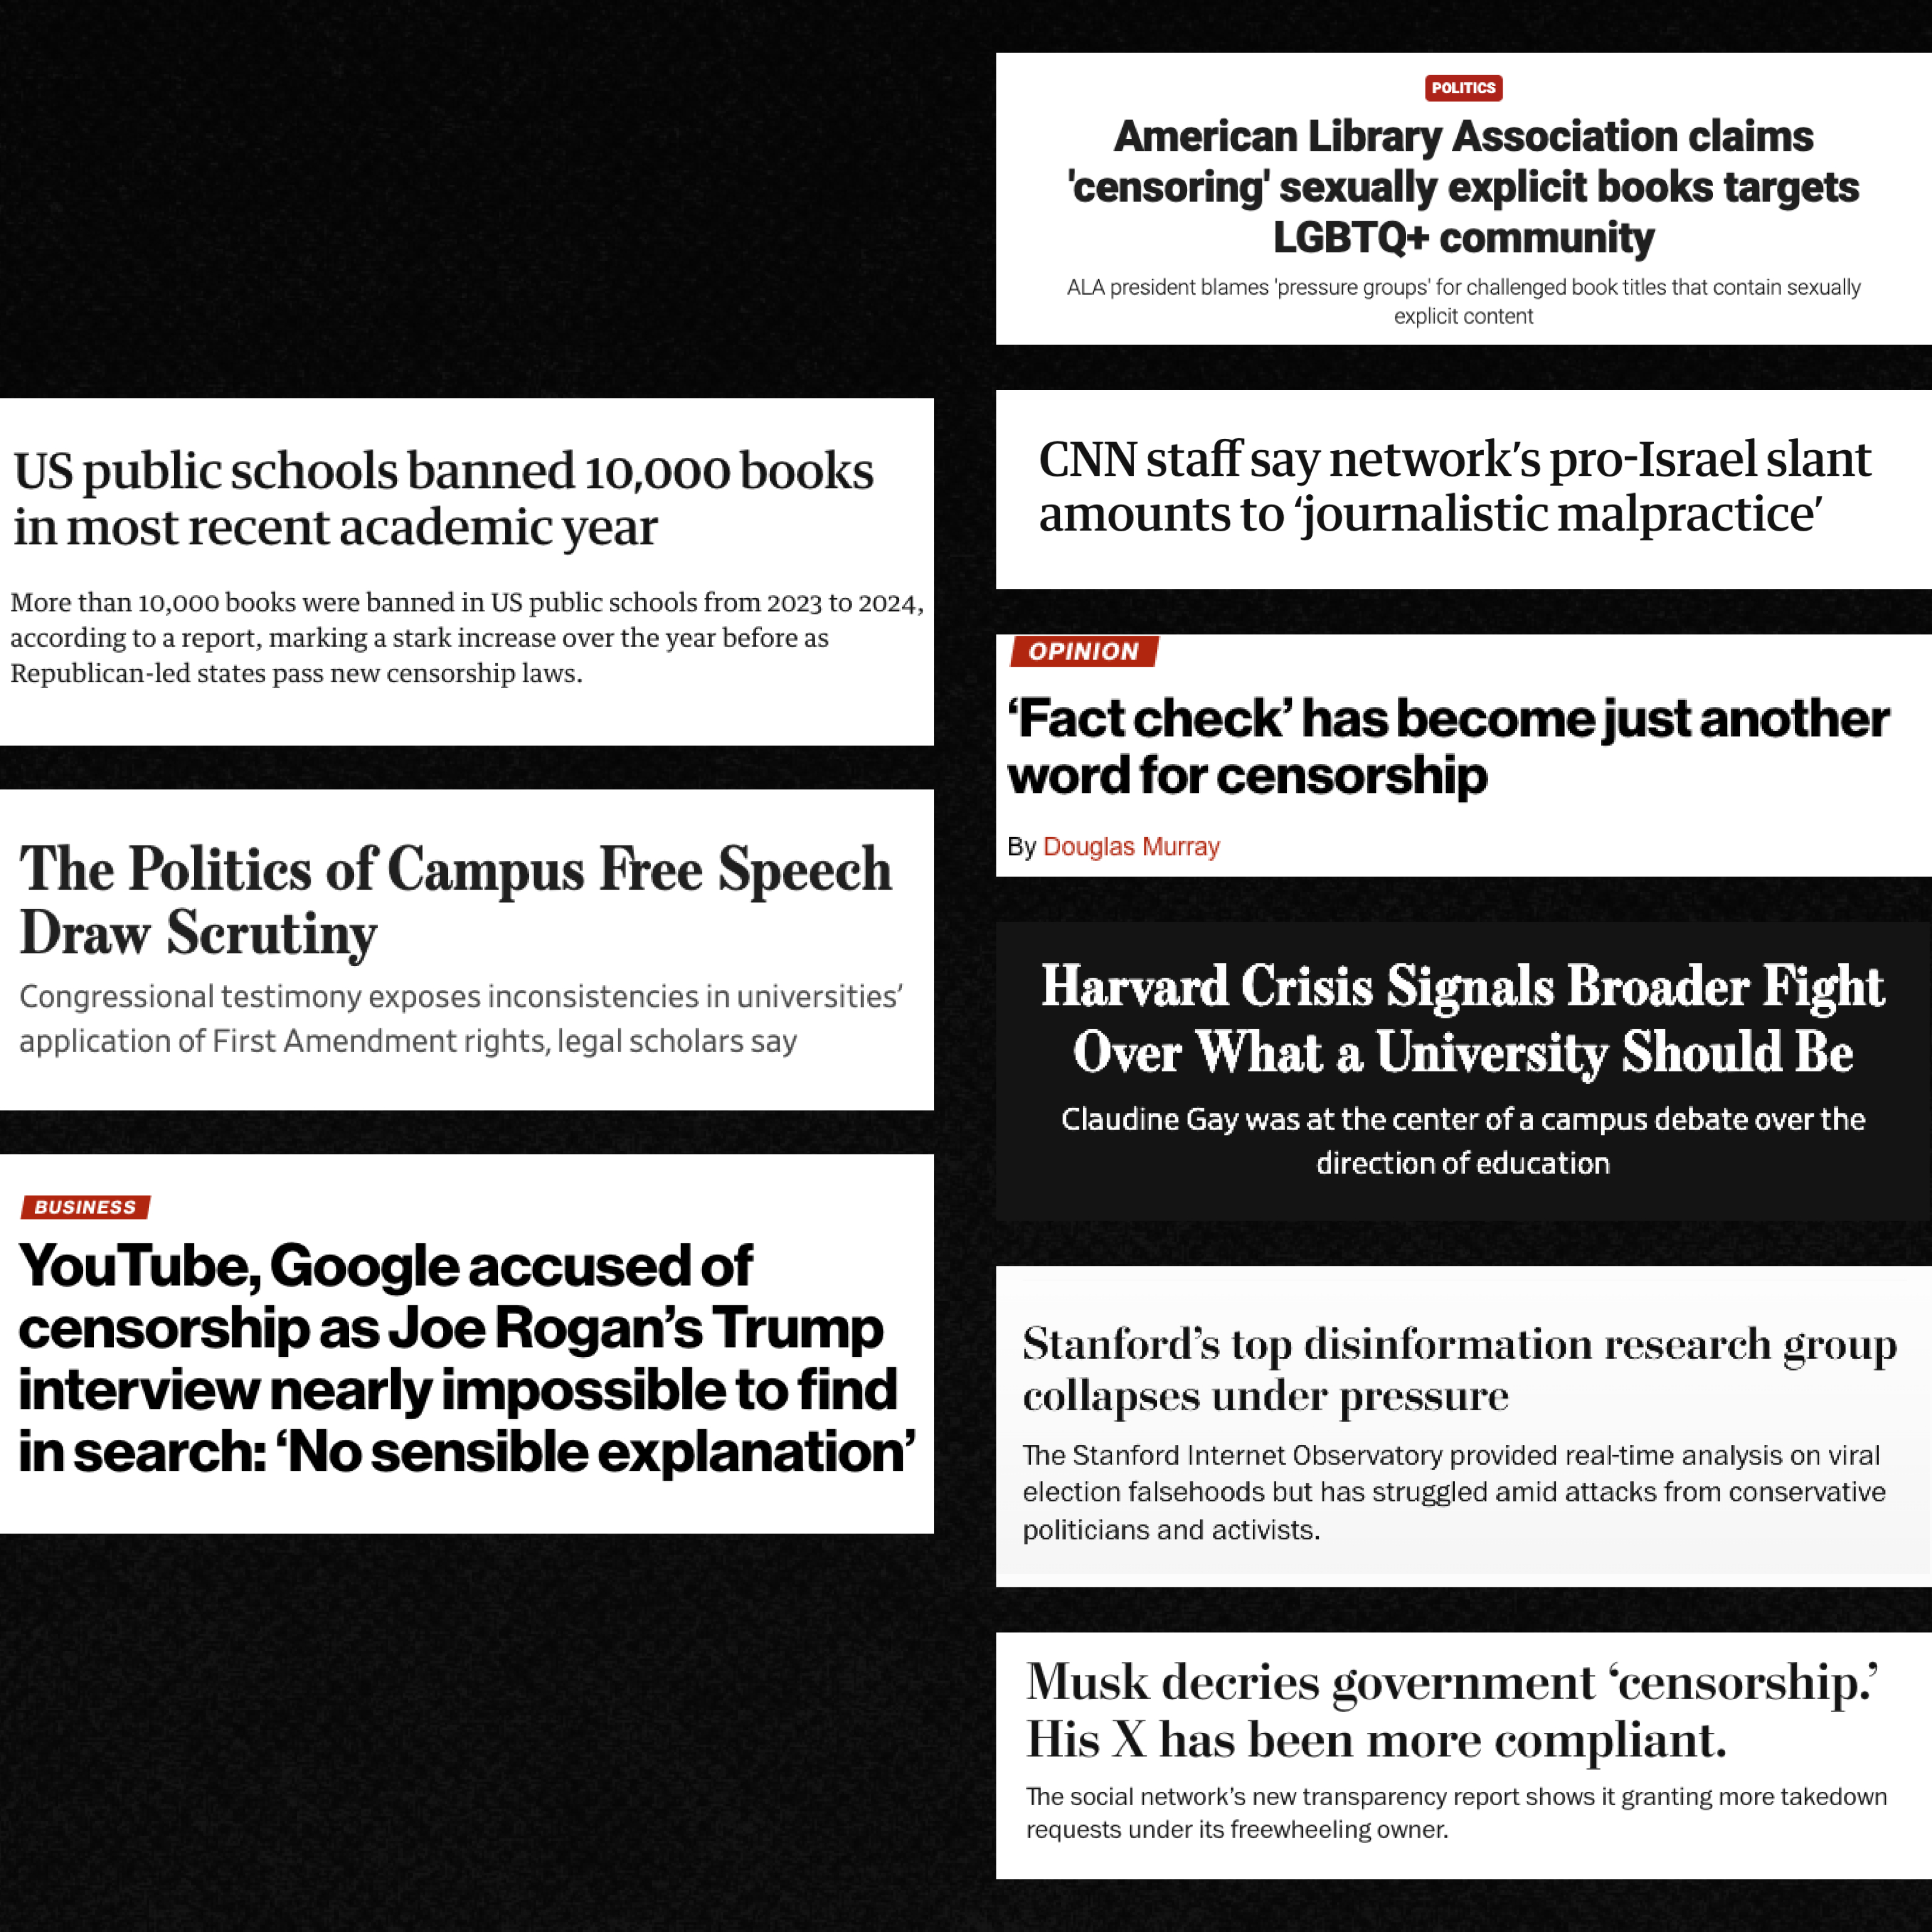 US public schools banned 10,000 books
in most recent academic year
More than 10,000 books were banned in US public schools from 2023 to 2024,
according to a report, marking a stark increase over the year before as
Republican-led states pass new censorship laws.
The Politics of Campus Free Speech
Draw Scrutiny
Congressional testimony exposes inconsistencies in universities’
application of First Amendment rights, legal scholars say
BUSINESS
YouTube, Google accused of
censorship as Joe Rogan’s Trump
interview nearly impossible to find
in search: ‘No sensible explanation’
POLITICS
American Library Association claims
'censoring' sexually explicit books targets
LGBTQ+ community
ALA president blames 'pressure groups' for challenged book titles that contain sexually
explicit content
CNN staff say network’s pro-Israel slant
amounts to ‘journalistic malpractice’
OPINION
‘Fact check’ has become just another
word for censorship
By Douglas Murray
Harvard Crisis Signals Broader Fight
Over What a University Should Be
Claudine Gay was at the center of a campus debate over the
direction of education
Stanford’s top disinformation research group
collapses under pressure
The Stanford Internet Observatory provided real-time analysis on viral
election falsehoods but has struggled amid attacks from conservative
politicians and activists.
Musk decries government ‘censorship.’
His X has been more compliant.
The social network’s new transparency report shows it granting more takedown
requests under its freewheeling owner.